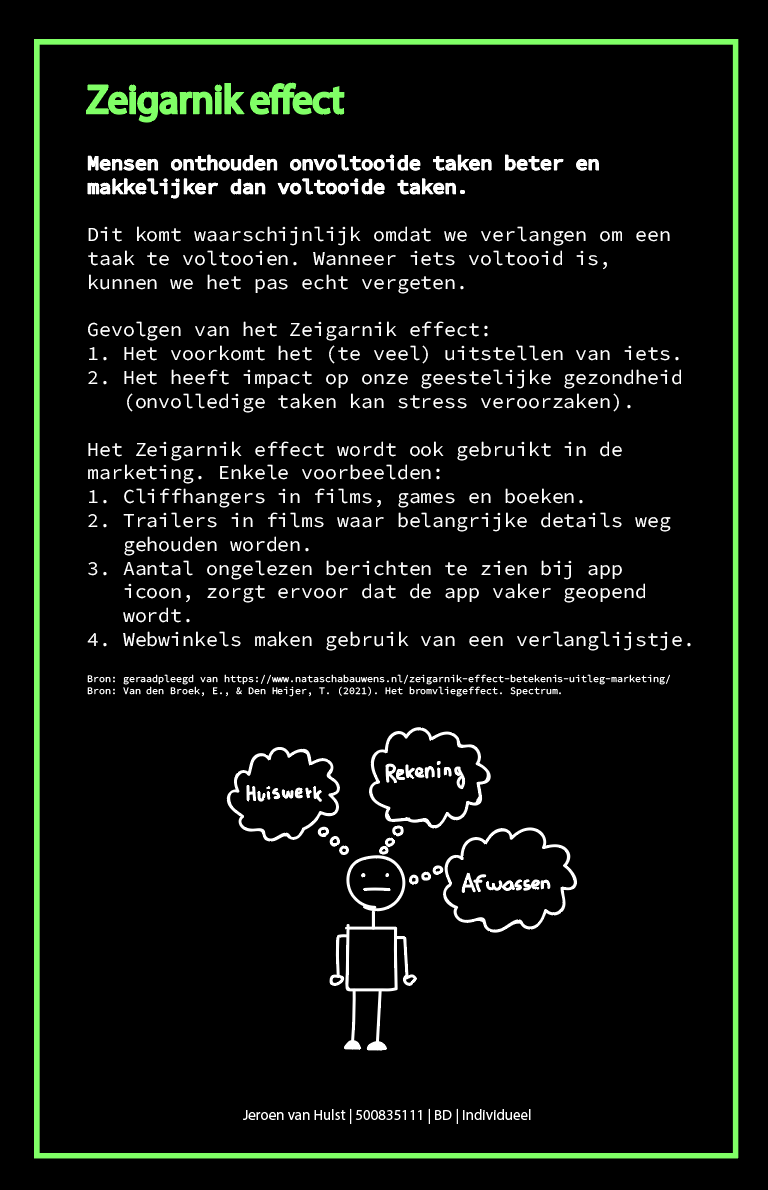 Zeigarnik effect
Mensen onthouden onvoltooide taken beter en
makkelijker dan voltooide taken.
Dit komt waarschijnlijk omdat we verlangen om een
taak te voltooien. Wanneer iets voltooid is,
kunnen we het pas echt vergeten.
Gevolgen van het Zeigarnik effect:
1. Het voorkomt het (te veel) uitstellen van iets.
2. Het heeft impact op onze geestelijke gezondheid
(onvolledige taken kan stress veroorzaken).
Het Zeigarnik effect wordt ook gebruikt in de
marketing. Enkele voorbeelden:
1. Cliffhangers in films, games en boeken.
2. Trailers in films waar belangrijke details weg
gehouden worden.
3. Aantal ongelezen berichten te zien bij app
icoon, zorgt ervoor dat de app vaker geopend
wordt.
4. Webwinkels maken gebruik van een verlanglijstje.
Bron: geraadpleegd van https://www.nataschabauwens.nl/zeigarnik-effect-betekenis-uitleg-marketing/
Bron: Van den Broek, E., & Den Heijer, T. (2021). Het bromvliegeffect. Spectrum.
Huiswerk
Rekening
Afwassen
Jeroen van Hulst | 500835111 | BD | Individueel